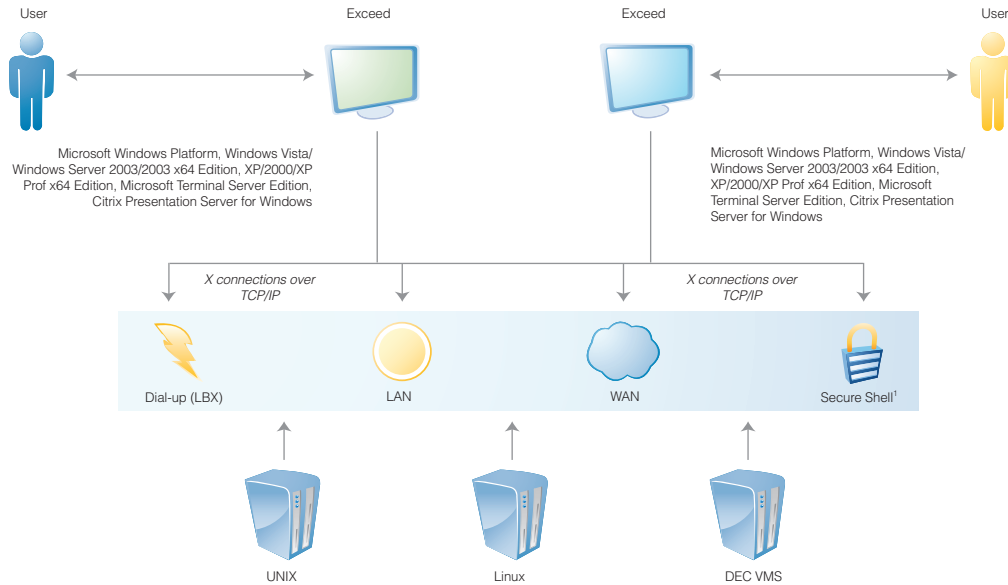 User
Exceed
Exceed
User
Microsoft Windows Platform, Windows Vista/
Windows Server 2003/2003 x64 Edition, XP/2000/XP
Prof x64 Edition, Microsoft Terminal Server Edition,
Citrix Presentation Server for Windows
Microsoft Windows Platform, Windows Vista/
Windows Server 2003/2003 x64 Edition,
XP/2000/XP Prof x64 Edition, Microsoft
Terminal Server Edition, Citrix Presentation
Server for Windows
X connections over
TCP/IP
X connections over
TCP/IP
Dial-up (LBX)
LAN
WAN
Secure Shell¹
UNIX
Linux
DEC VMS